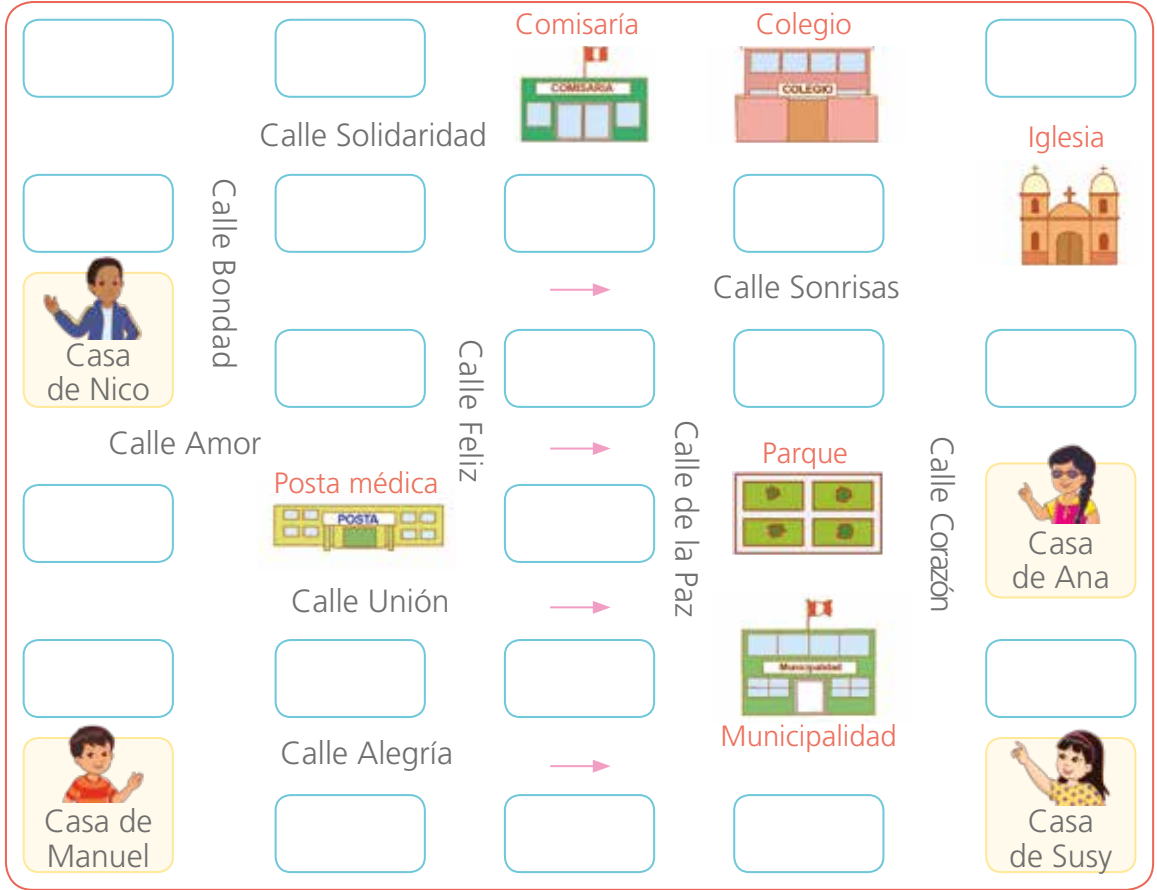 Comisaría
Colegio
COMISARIA
COLEGIO
Calle Solidaridad
Iglesia
Calle Bondad
Calle Sonrisas
Casa
de Nico
Calle Feliz
Calle Amor
Calle de la Paz
Parque
Calle Corazón
Posta médica
POSTA
Casa
de Ana
Calle Unión
Municipalidad
Municipalidad
Calle Alegría
Casa de
Manuel
Casa
de Susy